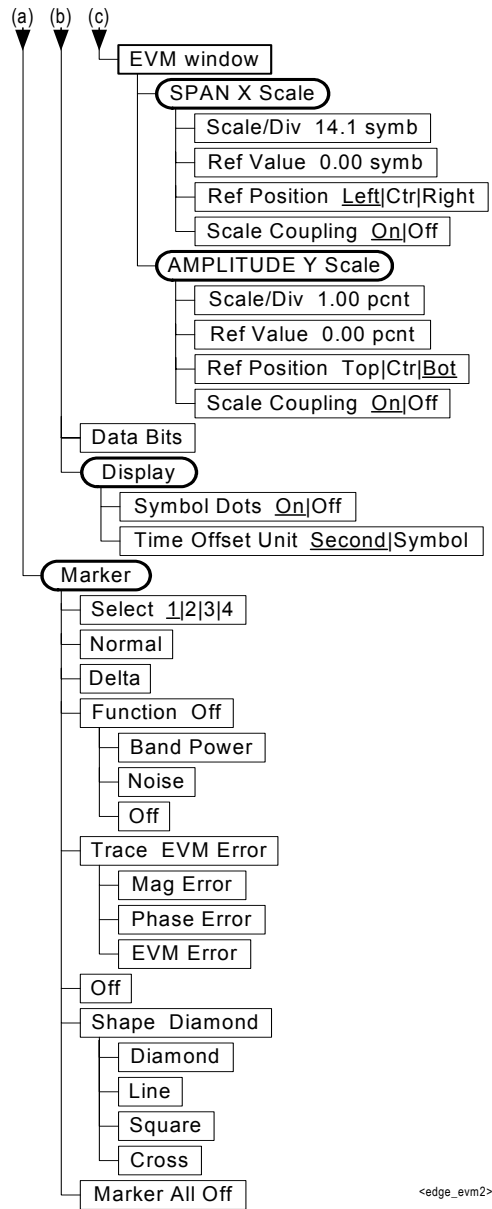 (a) (b) (c)
EVM window
SPAN X Scale
Scale/Div 14.1 symb
Ref Value 0.00 symb
Ref Position Left|Ctr|Right
Scale Coupling On|Off
AMPLITUDE Y Scale
Scale/Div 1.00 pcnt
Ref Value 0.00 pcnt
Ref Position Top|Ctr|Bot
Scale Coupling On|Off
Data Bits
Display
Symbol Dots On|Off
Time Offset Unit Second|Symbol
Marker
Select 1|2|3|4
Normal
Delta
Function Off
Band Power
Noise
Off
Trace EVM Error
Mag Error
Phase Error
EVM Error
Off
Shape Diamond
Diamond
Line
Square
Cross
Marker All Off
<edge_evm2>